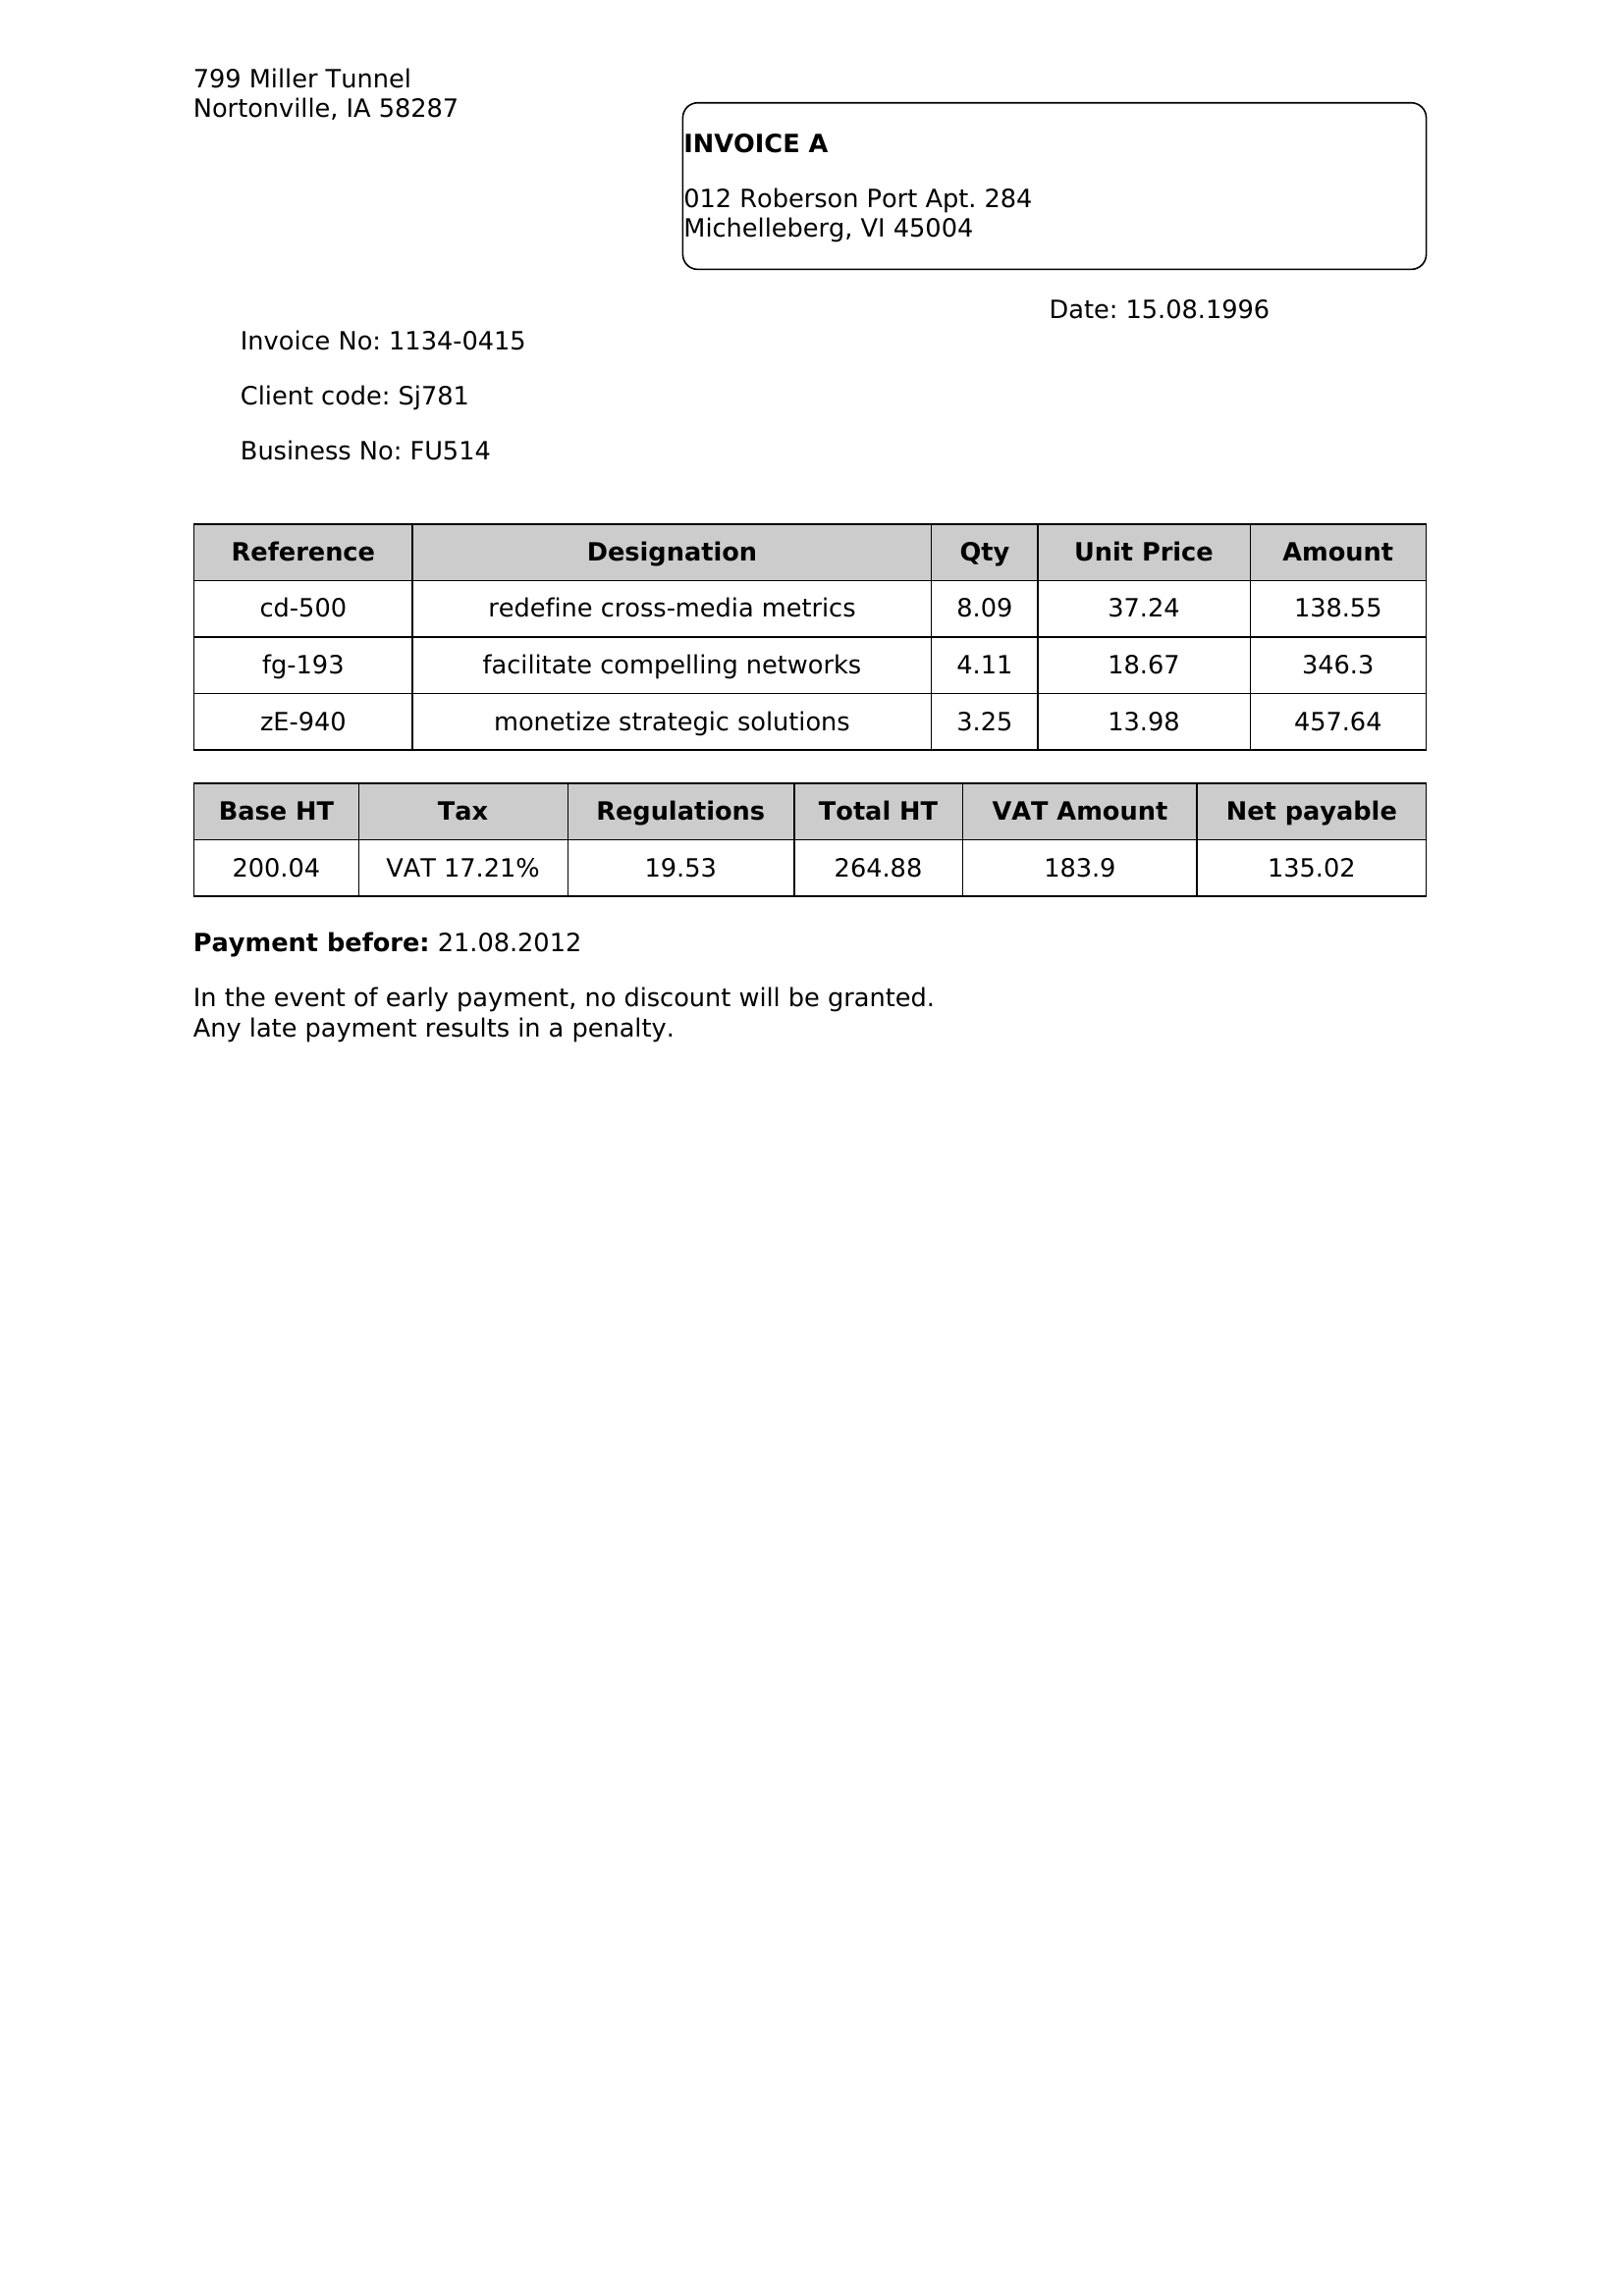 799 Miller Tunnel
Nortonville, IA 58287
INVOICE A
012 Roberson Port Apt. 284
Michelleberg, VI 45004
Date: 15.08.1996
Invoice No: 1134-0415
Client code: Sj781
Business No: FU514
Reference Designation Qty Unit Price Amount
cd-500 redefine cross-media metrics 8.09 37.24 138.55
fg-193 facilitate compelling networks 4.11 18.67 346.3
zE-940 monetize strategic solutions 3.25 13.98 457.64
Base HT Tax Regulations Total HT VAT Amount Net payable
200.04 VAT 17.21% 19.53 264.88 183.9 135.02
Payment before: 21.08.2012
In the event of early payment, no discount will be granted.
Any late payment results in a penalty.